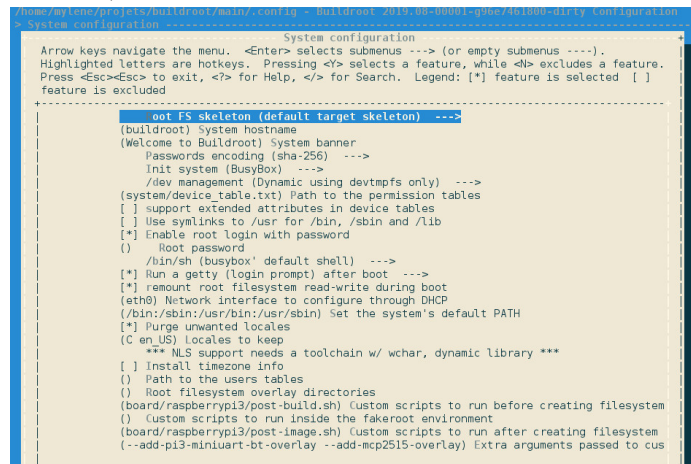 /home/mylene/projets/buildroot/main/.config - Buildroot 2019.08-00001-g96e7461800-dirty Configuration
> System configuration
System configuration
Arrow keys navigate the menu. <Enter> selects submenus ---> (or empty submenus ----).
Highlighted letters are hotkeys. Pressing <Y> selects a feature, while <N> excludes a feature.
Press <Esc><Esc> to exit, <?> for Help, </> for Search. Legend: [*] feature is selected [ ]
feature is excluded
Root FS skeleton (default target skeleton) --->
(buildroot) System hostname
(Welcome to Buildroot) System banner
Passwords encoding (sha-256) --->
Init system (BusyBox) --->
/dev management (Dynamic using devtmpfs only) --->
(system/device_table.txt) Path to the permission tables
[ ] support extended attributes in device tables
[ ] Use symlinks to /usr for /bin, /sbin and /lib
[*] Enable root login with password
() Root password
/bin/sh (busybox' default shell) --->
[*] Run a getty (login prompt) after boot --->
[*] remount root filesystem read-write during boot
(eth0) Network interface to configure through DHCP
(/bin:/sbin:/usr/bin:/usr/sbin) Set the system's default PATH
[*] Purge unwanted locales
(C en_US) Locales to keep
*** NLS support needs a toolchain w/ wchar, dynamic library ***
[ ] Install timezone info
() Path to the users tables
() Root filesystem overlay directories
(board/raspberrypi3/post-build.sh) Custom scripts to run before creating filesystem
() Custom scripts to run inside the fakeroot environment
(board/raspberrypi3/post-image.sh) Custom scripts to run after creating filesystem
(--add-pi3-miniuart-bt-overlay --add-mcp2515-overlay) Extra arguments passed to cus